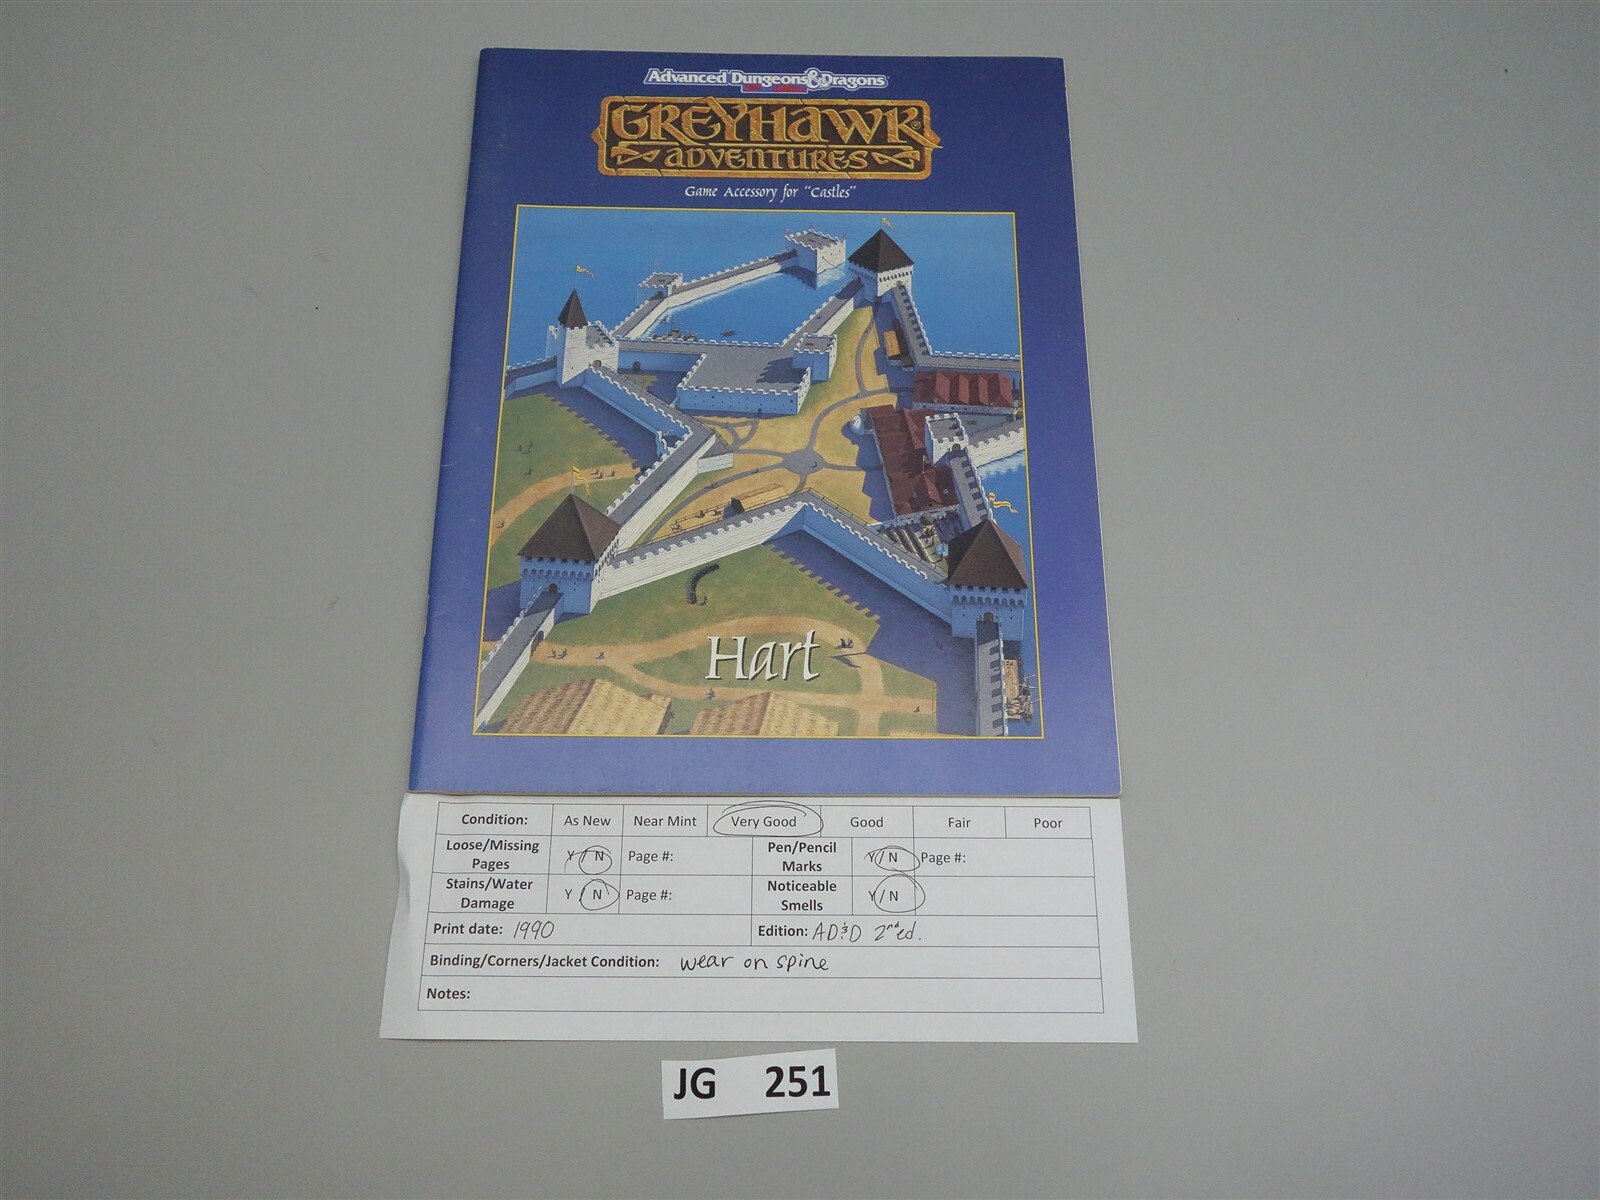 Advanced Dungeons & Dragons
2nd Edition
GREYHAWK®
ADVENTURES
Game Accessory for "Castles"
Hart
Condition: As New Near Mint Very Good Good Fair Poor
Loose/Missing Pages Y / N Page #: Pen/Pencil Marks Y / N Page #:
Stains/Water Damage Y / N Page #: Noticeable Smells Y / N
Print date: 1990 Edition: AD&D 2nd ed.
Binding/Corners/Jacket Condition: wear on spine
Notes:
JG 251